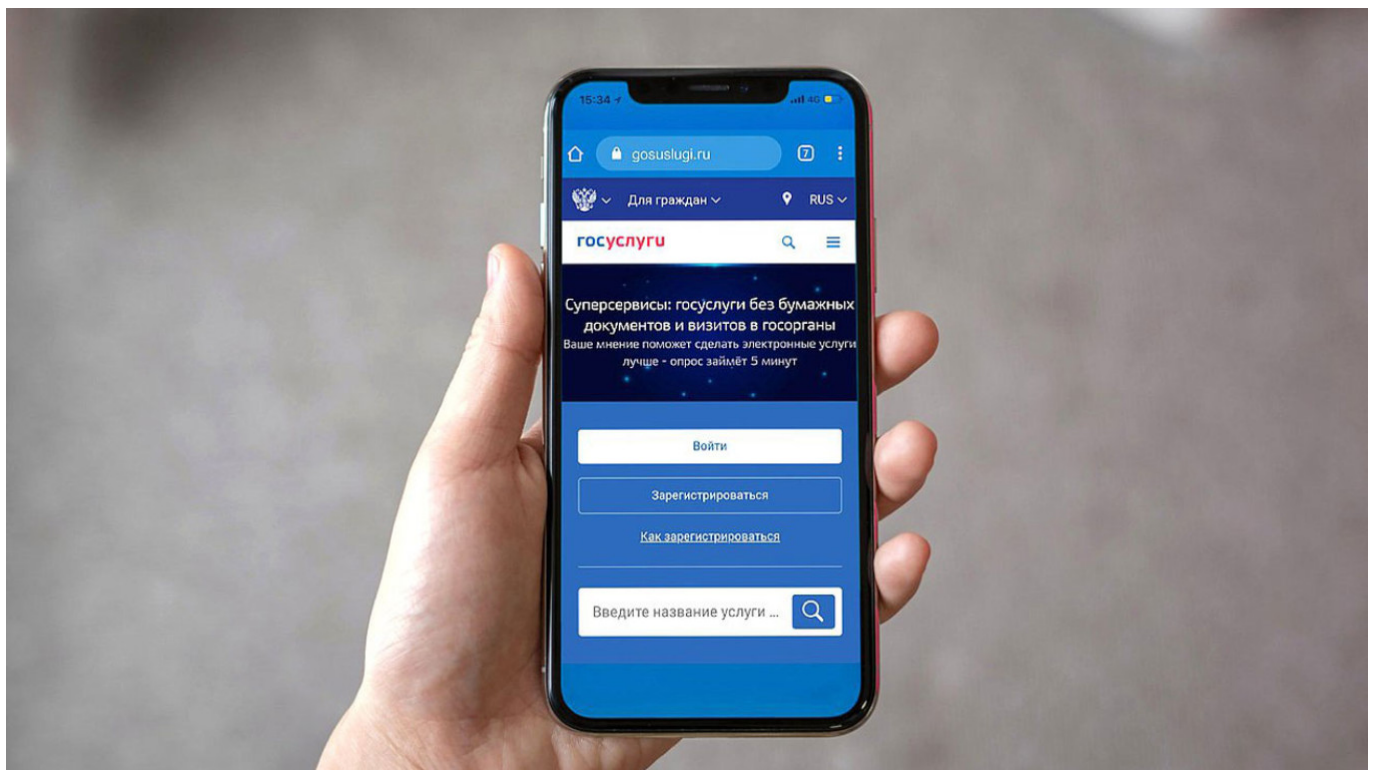 15:34
4G
gosuslugi.ru
7
Для граждан
RUS
госуслуги
Суперсервисы: госуслуги без бумажных
документов и визитов в госорганы
Ваше мнение поможет сделать электронные услуги
лучше - опрос займёт 5 минут
Войти
Зарегистрироваться
Как зарегистрироваться
Введите название услуги ...